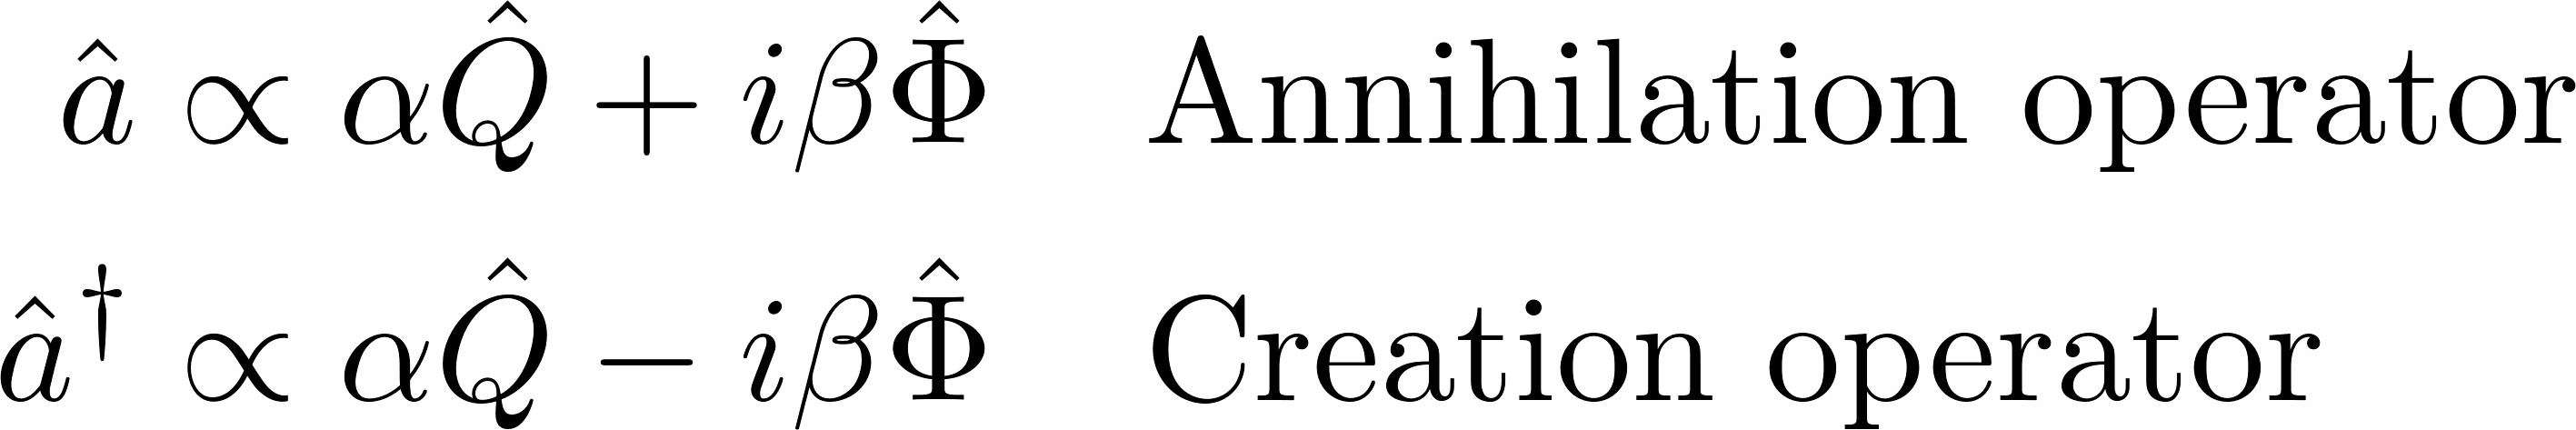 â ∝ αQ̂ + iβΦ̂ Annihilation operator
â† ∝ αQ̂ − iβΦ̂ Creation operator